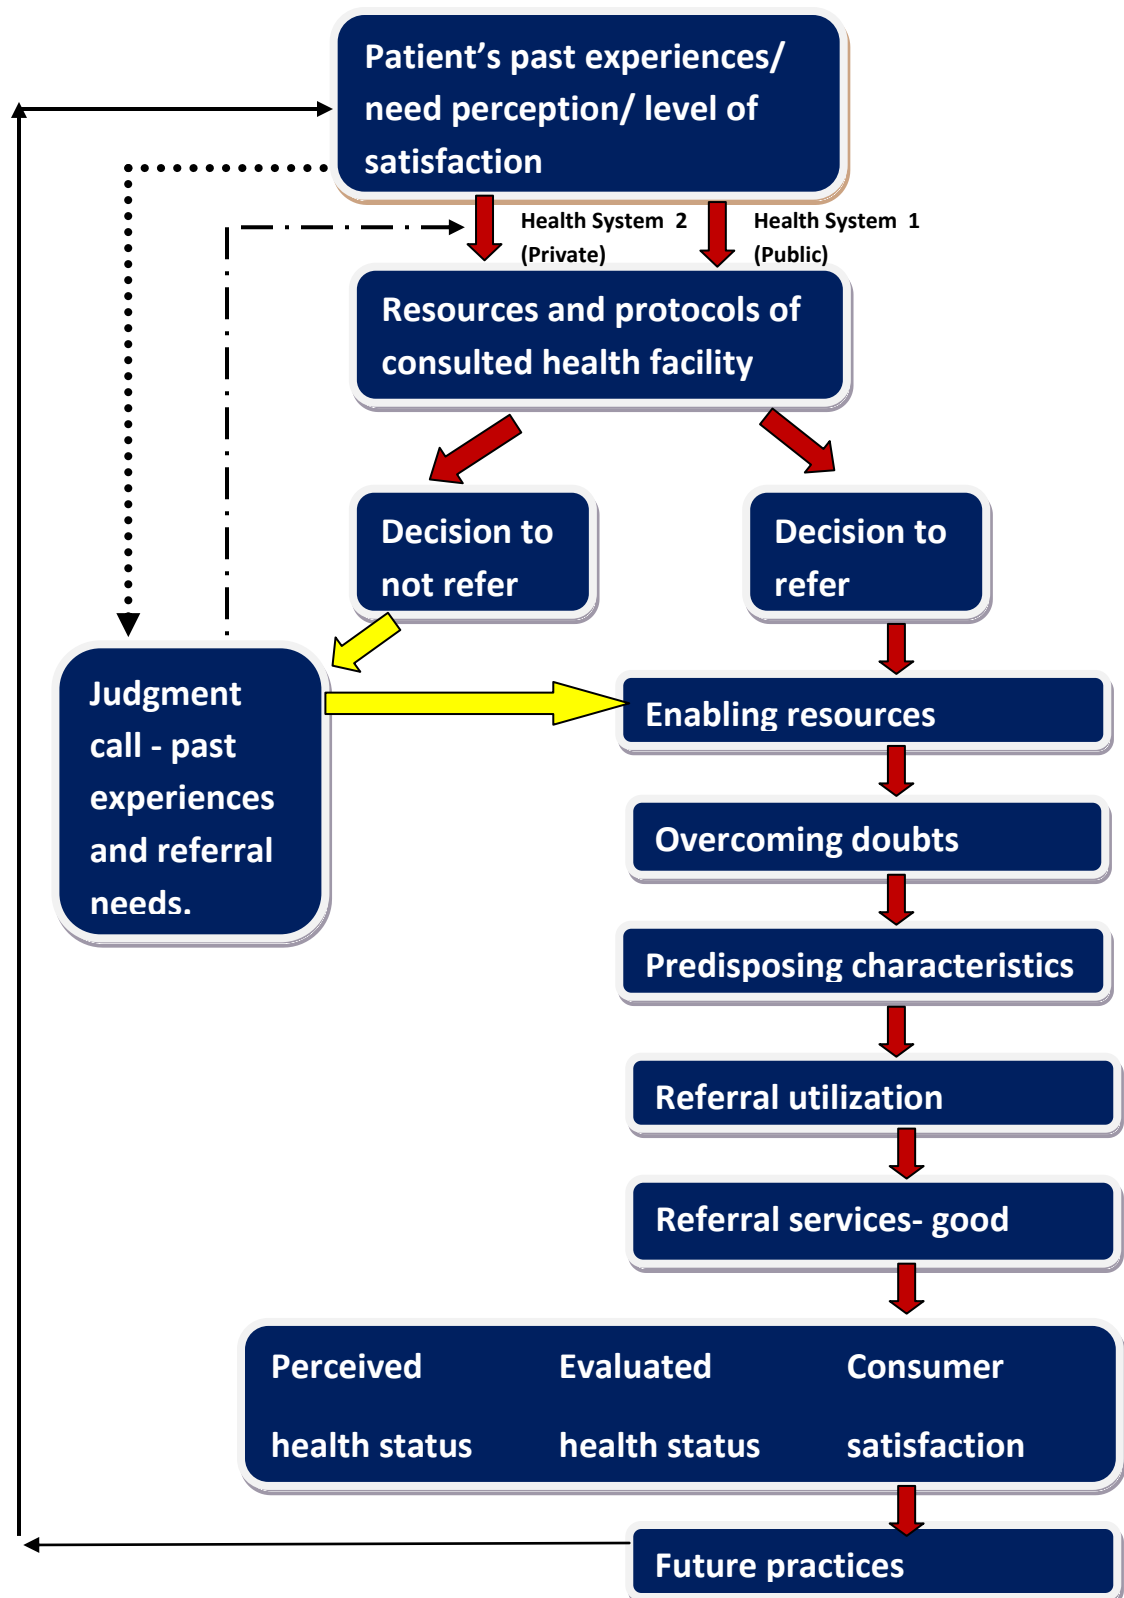 Patient’s past experiences/
need perception/ level of
satisfaction
Health System 2
(Private)
Health System 1
(Public)
Resources and protocols of
consulted health facility
Decision to
not refer
Decision to
refer
Judgment
call - past
experiences
and referral
needs.
Enabling resources
Overcoming doubts
Predisposing characteristics
Referral utilization
Referral services- good
Perceived
health status
Evaluated
health status
Consumer
satisfaction
Future practices